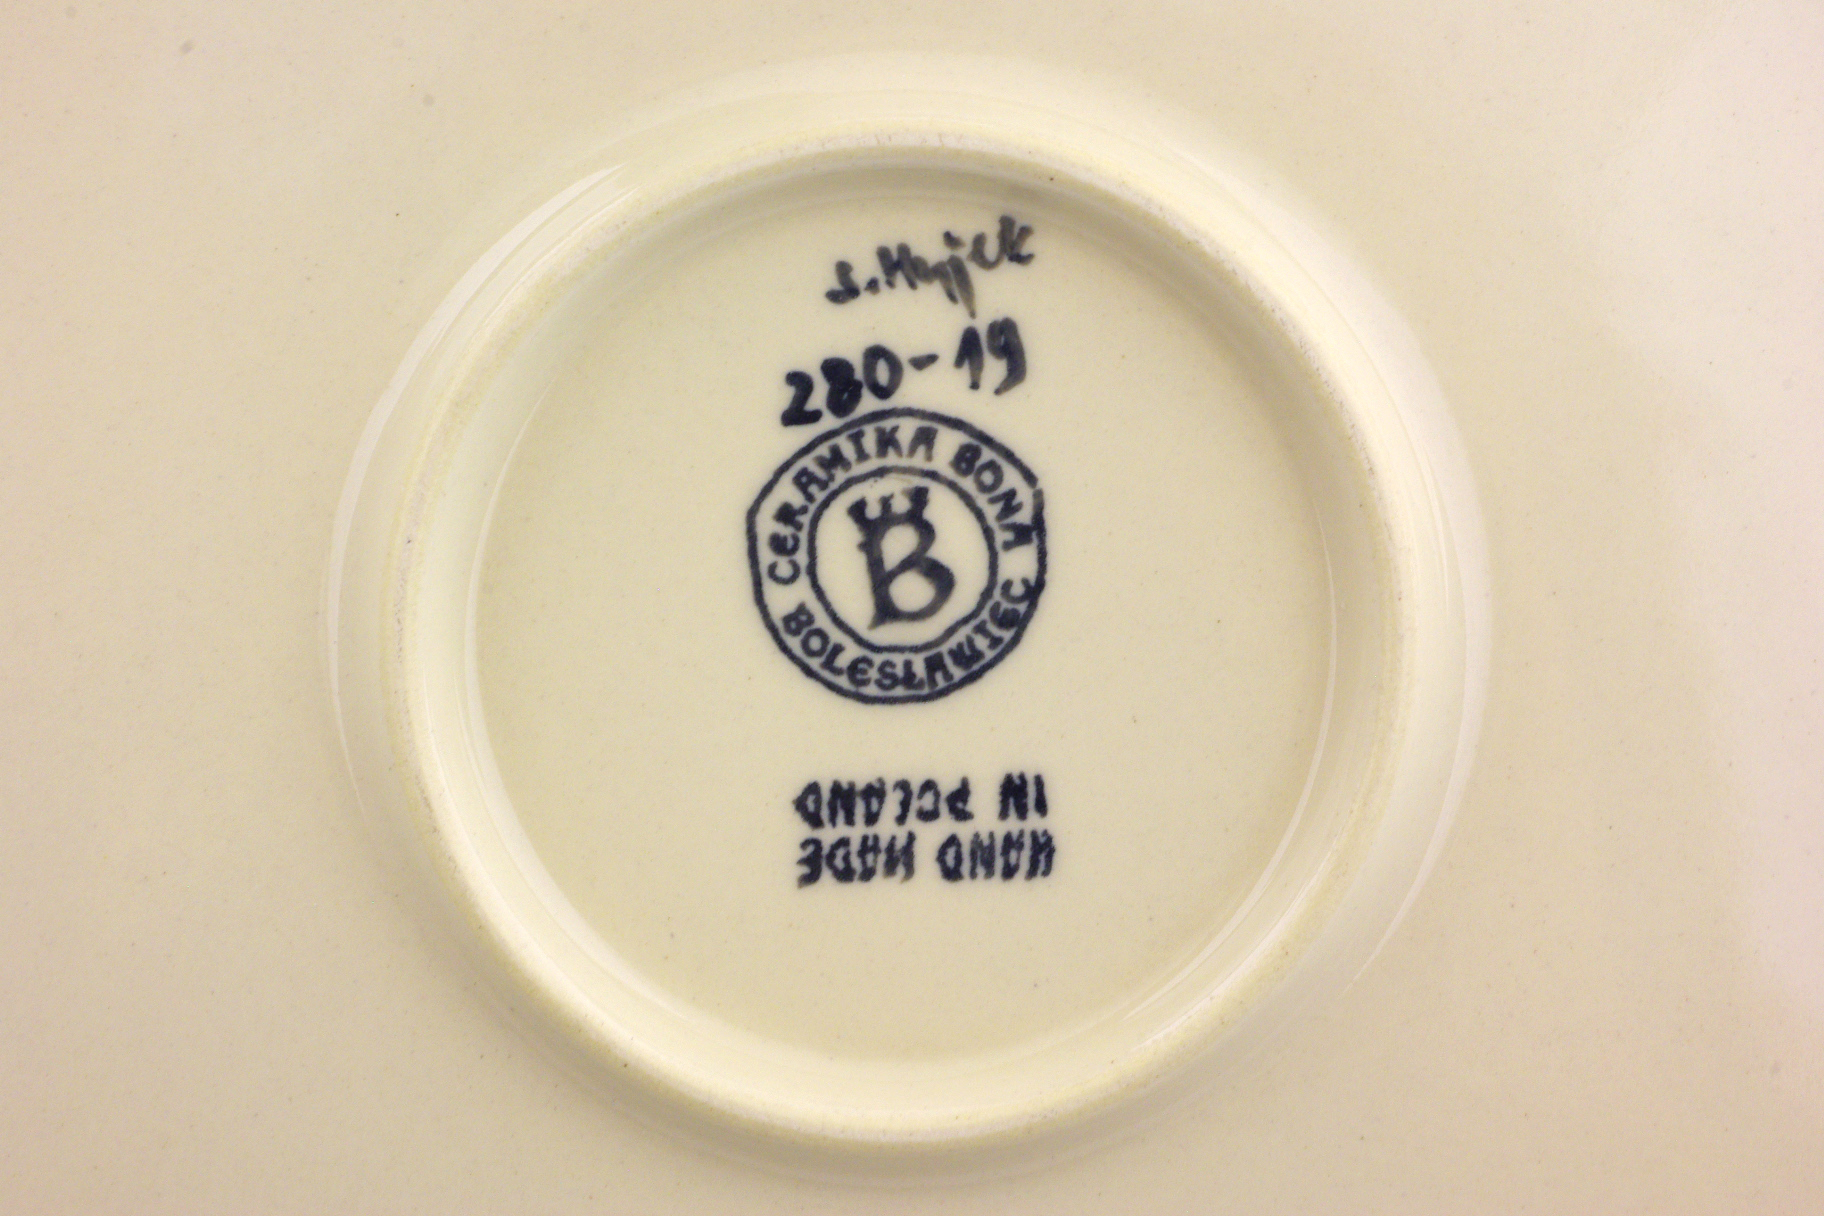 280-19
CERAMIKA BONA
B
BOLESŁAWIEC
HAND MADE
IN POLAND